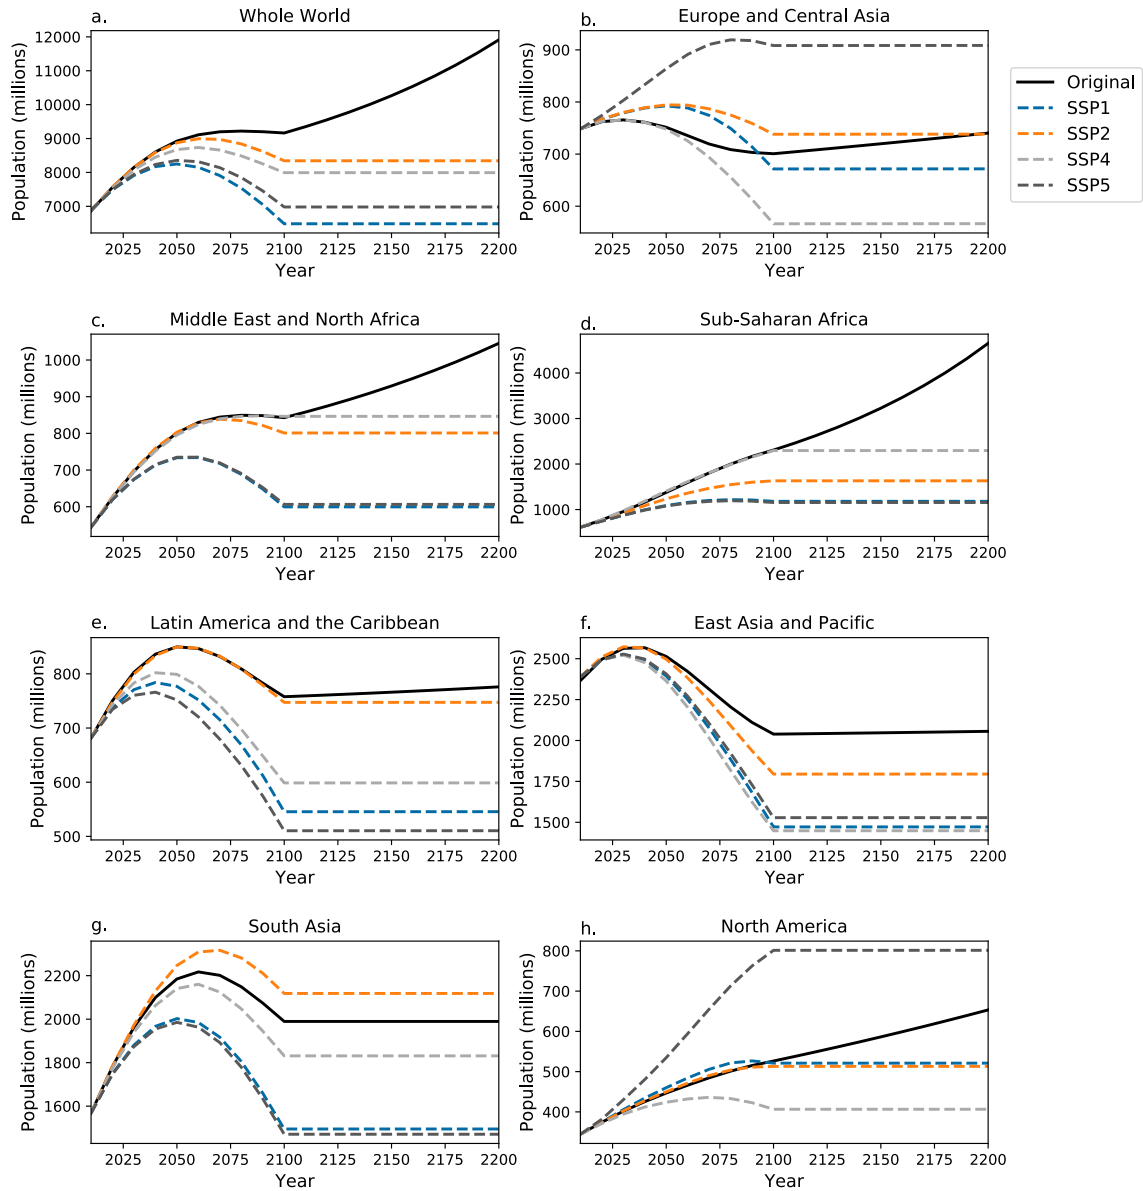 a.
Whole World
12000
11000
10000
9000
8000
7000
Population (millions)
2025 2050 2075 2100 2125 2150 2175 2200
Year
b.
Europe and Central Asia
900
800
700
600
Population (millions)
2025 2050 2075 2100 2125 2150 2175 2200
Year
Original
SSP1
SSP2
SSP4
SSP5
c.
Middle East and North Africa
1000
900
800
700
600
Population (millions)
2025 2050 2075 2100 2125 2150 2175 2200
Year
d.
Sub-Saharan Africa
4000
3000
2000
1000
Population (millions)
2025 2050 2075 2100 2125 2150 2175 2200
Year
e.
Latin America and the Caribbean
800
700
600
500
Population (millions)
2025 2050 2075 2100 2125 2150 2175 2200
Year
f.
East Asia and Pacific
2500
2250
2000
1750
1500
Population (millions)
2025 2050 2075 2100 2125 2150 2175 2200
Year
g.
South Asia
2200
2000
1800
1600
Population (millions)
2025 2050 2075 2100 2125 2150 2175 2200
Year
h.
North America
800
700
600
500
400
Population (millions)
2025 2050 2075 2100 2125 2150 2175 2200
Year